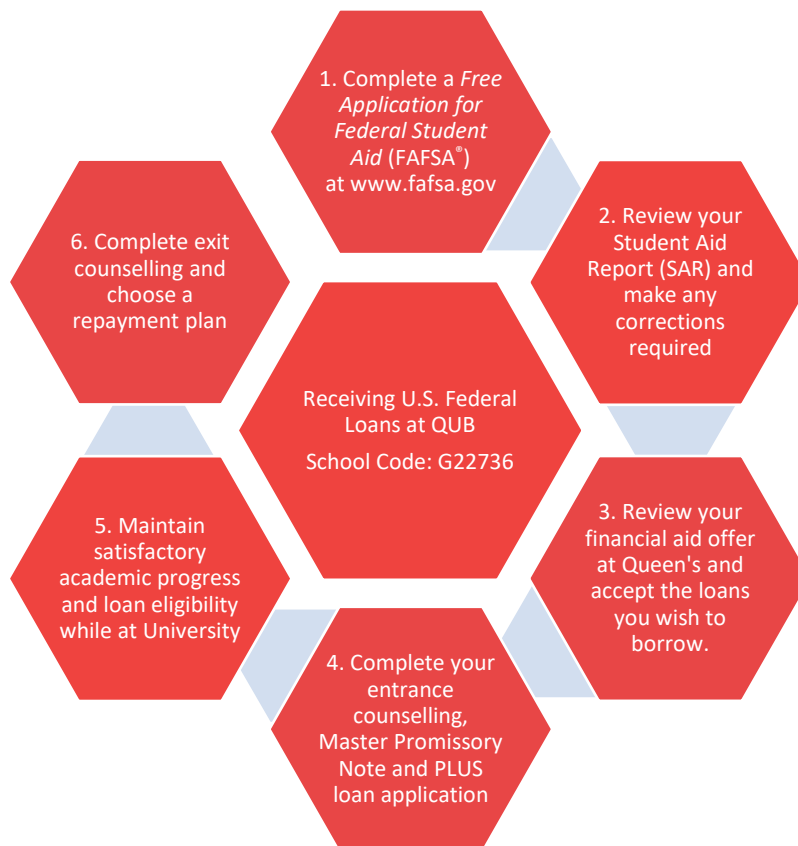 1. Complete a Free
Application for
Federal Student
Aid (FAFSA®)
at www.fafsa.gov
2. Review your
Student Aid
Report (SAR) and
make any
corrections
required
3. Review your
financial aid offer
at Queen's and
accept the loans
you wish to
borrow.
4. Complete your
entrance
counselling,
Master Promissory
Note and PLUS
loan application
5. Maintain
satisfactory
academic progress
and loan eligibility
while at University
6. Complete exit
counselling and
choose a
repayment plan
Receiving U.S. Federal
Loans at QUB
School Code: G22736